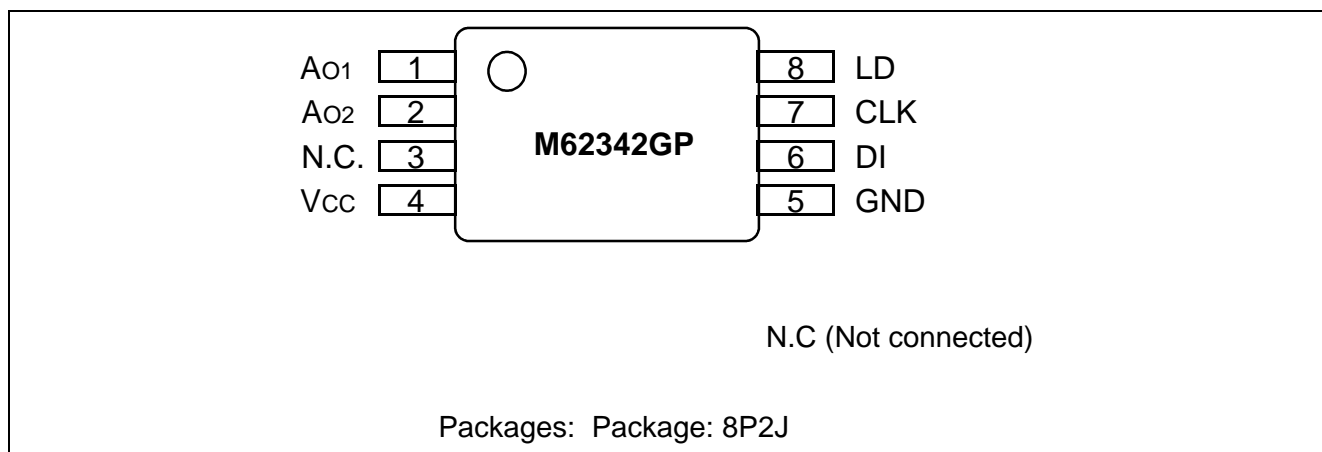 AO1 1 8 LD
AO2 2 7 CLK
N.C. 3 M62342GP 6 DI
VCC 4 5 GND
N.C (Not connected)
Packages: Package: 8P2J